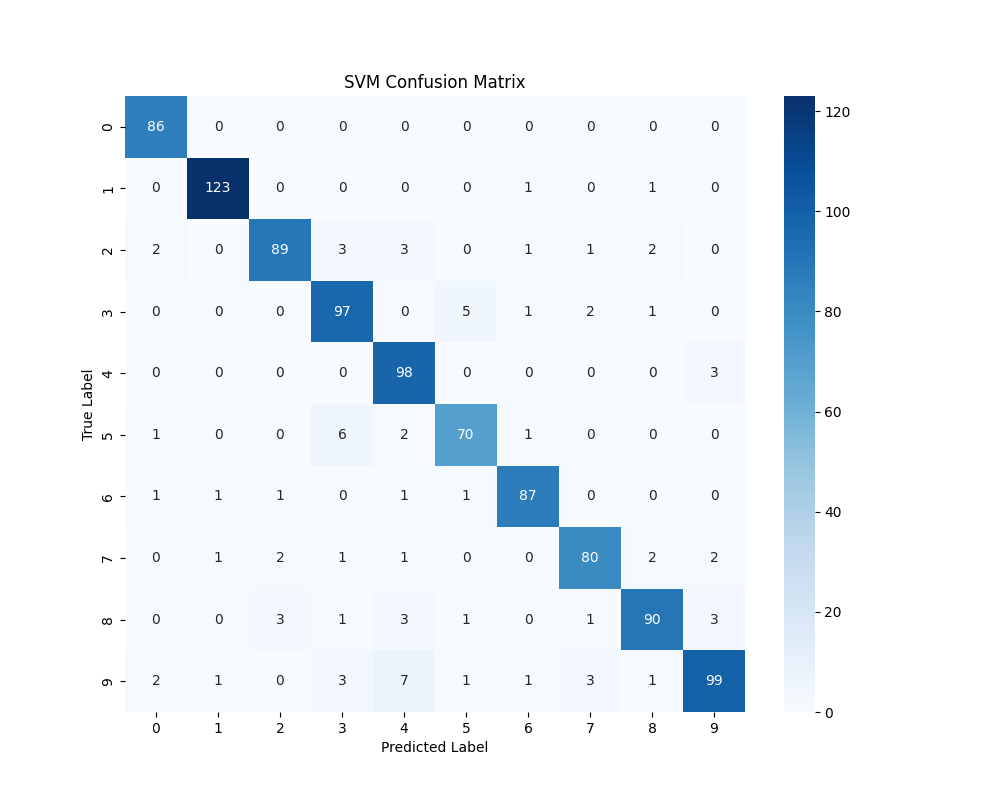 SVM Confusion Matrix
0 86 0 0 0 0 0 0 0 0 0
1 0 123 0 0 0 0 1 0 1 0
2 2 0 89 3 3 0 1 1 2 0
3 0 0 0 97 0 5 1 2 1 0
4 0 0 0 0 98 0 0 0 0 3
5 1 0 0 6 2 70 1 0 0 0
6 1 1 1 0 1 1 87 0 0 0
7 0 1 2 1 1 0 0 80 2 2
8 0 0 3 1 3 1 0 1 90 3
9 2 1 0 3 7 1 1 3 1 99
0 1 2 3 4 5 6 7 8 9
True Label
Predicted Label
120
100
80
60
40
20
0